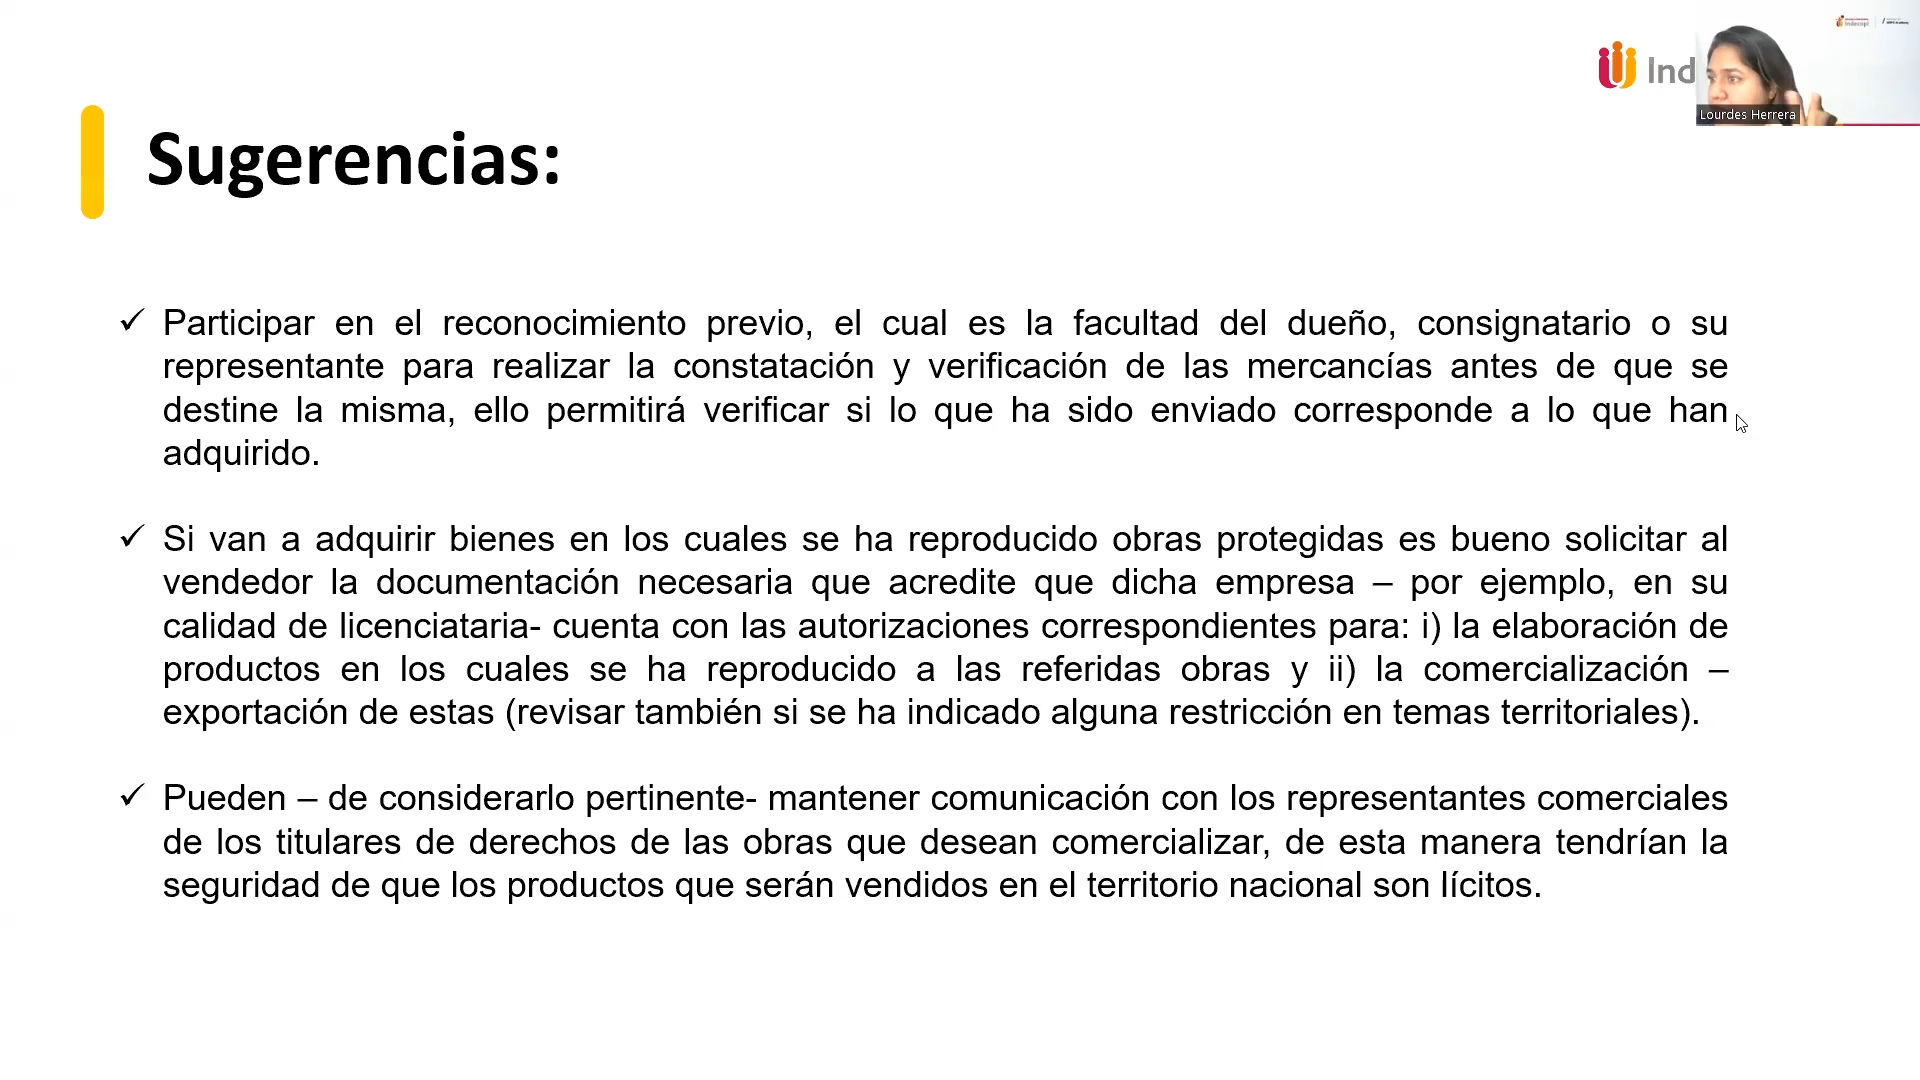 Ind
Lourdes Herrera
Sugerencias:
✓ Participar en el reconocimiento previo, el cual es la facultad del dueño, consignatario o su
representante para realizar la constatación y verificación de las mercancías antes de que se
destine la misma, ello permitirá verificar si lo que ha sido enviado corresponde a lo que han
adquirido.
✓ Si van a adquirir bienes en los cuales se ha reproducido obras protegidas es bueno solicitar al
vendedor la documentación necesaria que acredite que dicha empresa – por ejemplo, en su
calidad de licenciataria- cuenta con las autorizaciones correspondientes para: i) la elaboración de
productos en los cuales se ha reproducido a las referidas obras y ii) la comercialización –
exportación de estas (revisar también si se ha indicado alguna restricción en temas territoriales).
✓ Pueden – de considerarlo pertinente- mantener comunicación con los representantes comerciales
de los titulares de derechos de las obras que desean comercializar, de esta manera tendrían la
seguridad de que los productos que serán vendidos en el territorio nacional son lícitos.